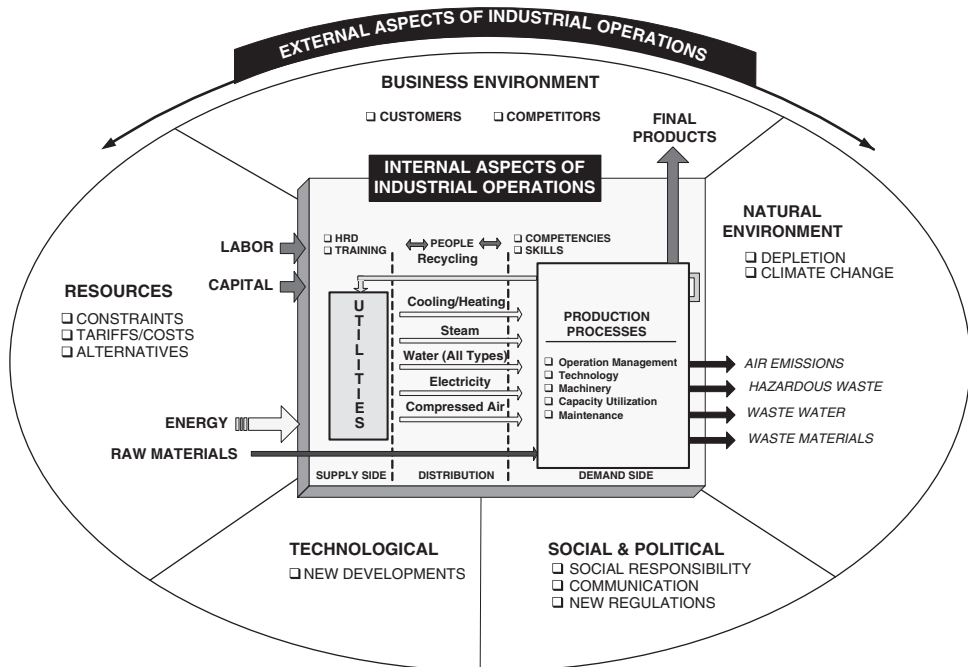 EXTERNAL ASPECTS OF INDUSTRIAL OPERATIONS
BUSINESS ENVIRONMENT
❑ CUSTOMERS ❑ COMPETITORS
FINAL
PRODUCTS
INTERNAL ASPECTS OF
INDUSTRIAL OPERATIONS
NATURAL
ENVIRONMENT
❑ DEPLETION
❑ CLIMATE CHANGE
LABOR
CAPITAL
RESOURCES
❑ CONSTRAINTS
❑ TARIFFS/COSTS
❑ ALTERNATIVES
ENERGY
RAW MATERIALS
❑ HRD
❑ TRAINING
PEOPLE
Recycling
❑ COMPETENCIES
❑ SKILLS
UTILITIES
Cooling/Heating
Steam
Water (All Types)
Electricity
Compressed Air
PRODUCTION
PROCESSES
❑ Operation Management
❑ Technology
❑ Machinery
❑ Capacity Utilization
❑ Maintenance
AIR EMISSIONS
HAZARDOUS WASTE
WASTE WATER
WASTE MATERIALS
SUPPLY SIDE
DISTRIBUTION
DEMAND SIDE
TECHNOLOGICAL
❑ NEW DEVELOPMENTS
SOCIAL & POLITICAL
❑ SOCIAL RESPONSIBILITY
❑ COMMUNICATION
❑ NEW REGULATIONS